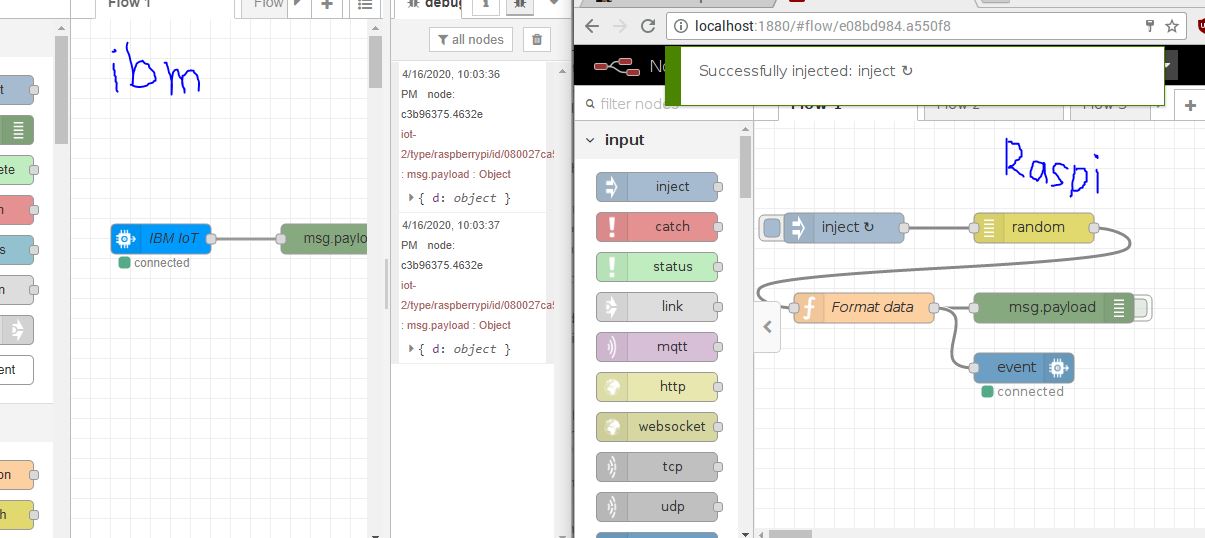 Flow 1
Flow
debug
i
all nodes
ibm
4/16/2020, 10:03:36
PM node:
c3b96375.4632e
iot-
2/type/raspberrypi/id/080027ca5
: msg.payload : Object
{ d: object }
4/16/2020, 10:03:37
PM node:
c3b96375.4632e
iot-
2/type/raspberrypi/id/080027ca5
: msg.payload : Object
{ d: object }
IBM IoT
connected
msg.paylo
t
ete
n
s
on
ent
on
h
localhost:1880/#flow/e08bd984.a550f8
No
Successfully injected: inject ↻
filter nodes
Flow 1
Flow 2
Flow 3
input
inject
catch
status
link
mqtt
http
websocket
tcp
udp
Raspi
inject ↻
random
Format data
msg.payload
event
connected